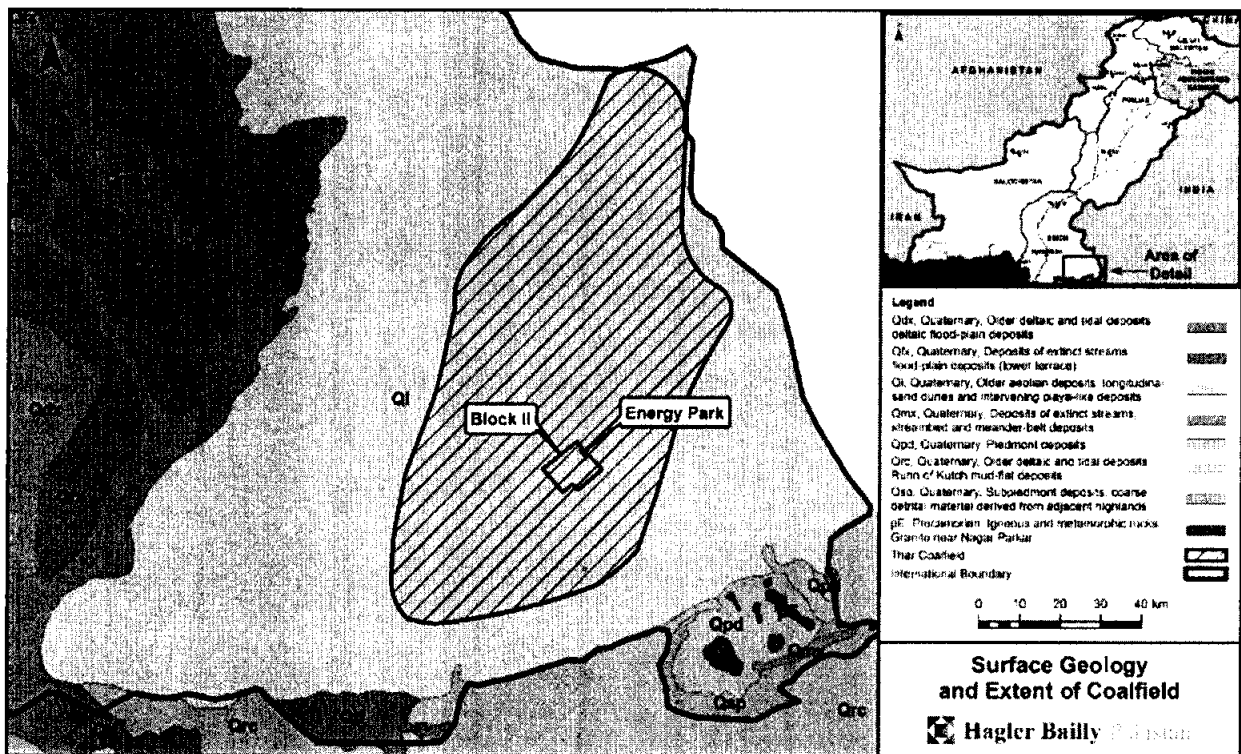 Qdx
Ql
Block II
Energy Park
Qpd
Qsp
Qrc
Qrc
AFGHANISTAN
PUNJAB
BALOCHISTAN
INDIA
IRAN
SINDH
Area of
Detail
Legend
Qdx, Quaternary, Older deltaic and tidal deposits
deltaic flood-plain deposits
Qfx, Quaternary, Deposits of extinct streams
flood-plain deposits (lower terrace)
Ql, Quaternary, Older aeolian deposits, longitudinal
sand dunes and intervening playa-like deposits
Qmx, Quaternary, Deposits of extinct streams,
streambed and meander-belt deposits
Qpd, Quaternary Piedmont deposits
Qrc, Quaternary, Older deltaic and tidal deposits
Runn of Kutch mud-flat deposits
Qsp, Quaternary, Subpiedmont deposits, coarse
detrital material derived from adjacent highlands
pE, Precambrian, Igneous and metamorphic rocks
Granite near Nagar Parkar
Thar Coalfield
International Boundary
0 10 20 30 40 km
Surface Geology
and Extent of Coalfield
Hagler Bailly Pakistan